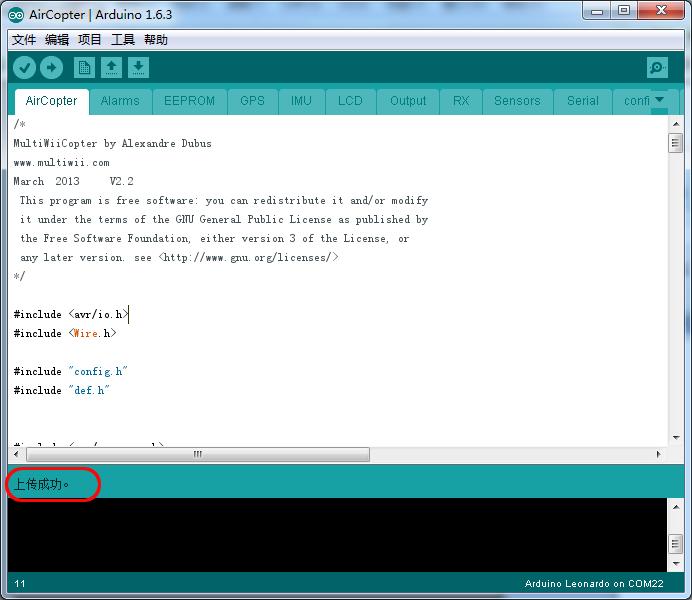 AirCopter | Arduino 1.6.3
文件 编辑 项目 工具 帮助
AirCopter Alarms EEPROM GPS IMU LCD Output RX Sensors Serial confi
/*
MultiWiiCopter by Alexandre Dubus
www.multiwii.com
March  2013     V2.2
 This program is free software: you can redistribute it and/or modify
 it under the terms of the GNU General Public License as published by
 the Free Software Foundation, either version 3 of the License, or
 any later version. see <http://www.gnu.org/licenses/>
*/
#include <avr/io.h>
#include <Wire.h>
#include "config.h"
#include "def.h"
上传成功。
11
Arduino Leonardo on COM22